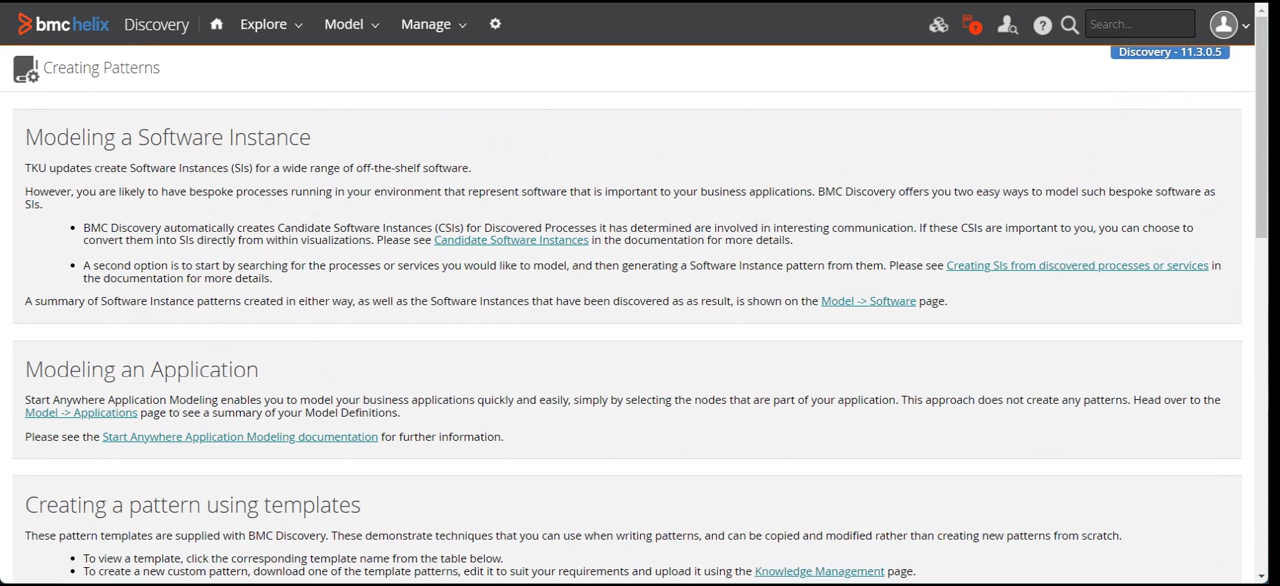 bmchelix Discovery Explore Model Manage Search...
Discovery - 11.3.0.5
Creating Patterns
Modeling a Software Instance
TKU updates create Software Instances (SIs) for a wide range of off-the-shelf software.
However, you are likely to have bespoke processes running in your environment that represent software that is important to your business applications. BMC Discovery offers you two easy ways to model such bespoke software as
SIs.
• BMC Discovery automatically creates Candidate Software Instances (CSIs) for Discovered Processes it has determined are involved in interesting communication. If these CSIs are important to you, you can choose to
convert them into SIs directly from within visualizations. Please see Candidate Software Instances in the documentation for more details.
• A second option is to start by searching for the processes or services you would like to model, and then generating a Software Instance pattern from them. Please see Creating SIs from discovered processes or services in
the documentation for more details.
A summary of Software Instance patterns created in either way, as well as the Software Instances that have been discovered as as result, is shown on the Model -> Software page.
Modeling an Application
Start Anywhere Application Modeling enables you to model your business applications quickly and easily, simply by selecting the nodes that are part of your application. This approach does not create any patterns. Head over to the
Model -> Applications page to see a summary of your Model Definitions.
Please see the Start Anywhere Application Modeling documentation for further information.
Creating a pattern using templates
These pattern templates are supplied with BMC Discovery. These demonstrate techniques that you can use when writing patterns, and can be copied and modified rather than creating new patterns from scratch.
• To view a template, click the corresponding template name from the table below.
• To create a new custom pattern, download one of the template patterns, edit it to suit your requirements and upload it using the Knowledge Management page.